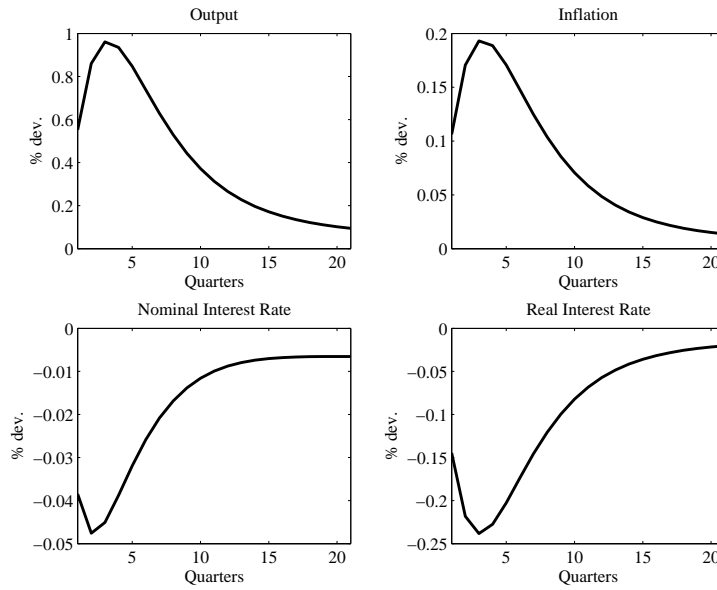 Output
1
0.8
0.6
0.4
0.2
0
% dev.
5 10 15 20
Quarters
Inflation
0.2
0.15
0.1
0.05
0
% dev.
5 10 15 20
Quarters
Nominal Interest Rate
0
−0.01
−0.02
−0.03
−0.04
−0.05
% dev.
5 10 15 20
Quarters
Real Interest Rate
0
−0.05
−0.1
−0.15
−0.2
−0.25
% dev.
5 10 15 20
Quarters